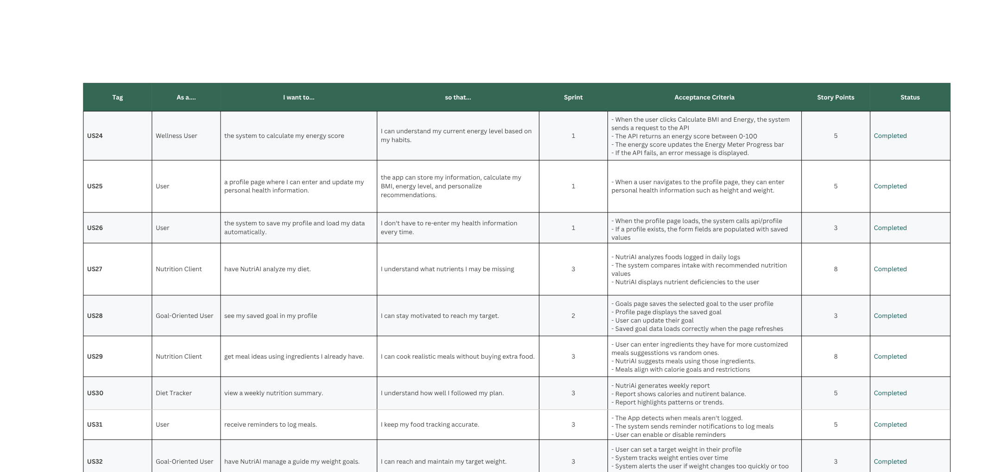 Tag As a.... I want to... so that... Sprint Acceptance Criteria Story Points Status
US24
Wellness User
the system to calculate my energy score
I can understand my current energy level based on
my habits.
1
- When the user clicks Calculate BMI and Energy, the system
sends a request to the API
- The API returns an energy score between 0-100
- The energy score updates the Energy Meter Progress bar
- If the API fails, an error message is displayed.
5
Completed
US25
User
a profile page where I can enter and update my
personal health information.
the app can store my information, calculate my
BMI, energy level, and personalize
recommendations.
1
- When a user navigates to the profile page, they can enter
personal health information such as height and weight.
5
Completed
US26
User
the system to save my profile and load my data
automatically.
I don't have to re-enter my health information
every time.
1
- When the profile page loads, the system calls api/profile
- If a profile exists, the form fields are populated with saved
values
3
Completed
US27
Nutrition Client
have NutriAI analyze my diet.
I understand what nutrients I may be missing
3
- NutriAI analyzes foods logged in daily logs
- The system compares intake with recommended nutrition
values
- NutriAI displays nutrient deficiencies to the user
8
Completed
US28
Goal-Oriented User
see my saved goal in my profile
I can stay motivated to reach my target.
2
- Goals page saves the selected goal to the user profile
- Profile page displays the saved goal
- User can update their goal
- Saved goal data loads correctly when the page refreshes
3
Completed
US29
Nutrition Client
get meal ideas using ingredients I already have.
I can cook realistic meals without buying extra food.
3
- User can enter ingredients they have for more customized
meals suggesstions vs random ones.
- NutriAI suggests meals using those ingredients.
- Meals align with calorie goals and restrictions
8
Completed
US30
Diet Tracker
view a weekly nutrition summary.
I understand how well I followed my plan.
3
- NutriAi generates weekly report
- Report shows calories and nutirent balance.
- Report highlights patterns or trends.
5
Completed
US31
User
receive reminders to log meals.
I keep my food tracking accurate.
3
- The App detects when meals aren't logged.
- The system sends reminder notifications to log meals
- User can enable or disable reminders
5
Completed
US32
Goal-Oriented User
have NutriAI manage a guide my weight goals.
I can reach and maintain my target weight.
3
- User can set a target weight in their profile
- System tracks weight enties over time
- System alerts the user if weight changes too quickly or too
3
Completed